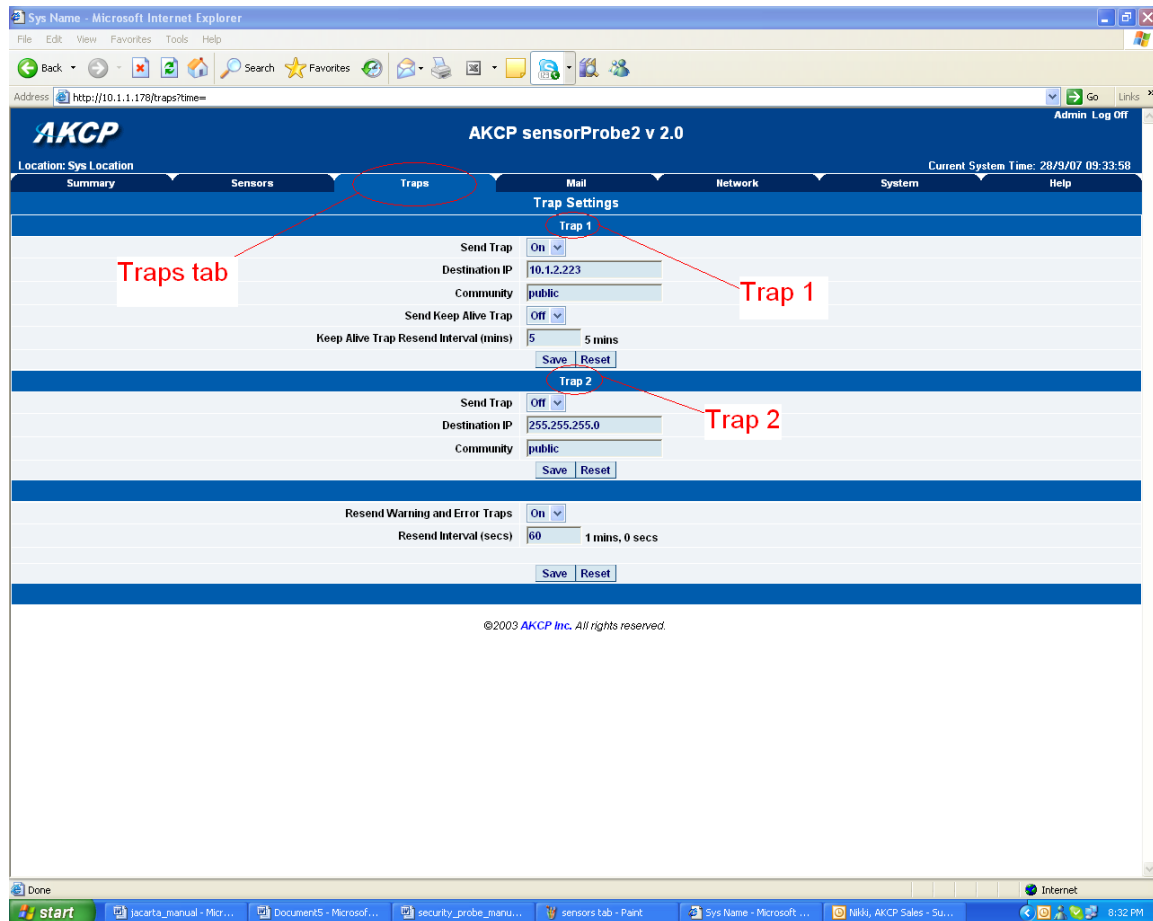 Sys Name - Microsoft Internet Explorer
File Edit View Favorites Tools Help
Back Search Favorites
Address http://10.1.1.178/traps?time= Go Links »
Admin Log Off
AKCP AKCP sensorProbe2 v 2.0
Location: Sys Location Current System Time: 28/9/07 09:33:58
Summary Sensors Traps Mail Network System Help
Trap Settings
Trap 1
Send Trap On
Traps tab
Destination IP 10.1.2.223
Community public
Trap 1
Send Keep Alive Trap Off
Keep Alive Trap Resend Interval (mins) 5 5 mins
Save Reset
Trap 2
Send Trap Off
Trap 2
Destination IP 255.255.255.0
Community public
Save Reset
Resend Warning and Error Traps On
Resend Interval (secs) 60 1 mins, 0 secs
Save Reset
©2003 AKCP Inc. All rights reserved.
Done Internet
start jacarta_manual - Micr... Document5 - Microsof... security_probe_manu... sensors tab - Paint Sys Name - Microsoft ... Nikki, AKCP Sales - Su... 8:32 PM